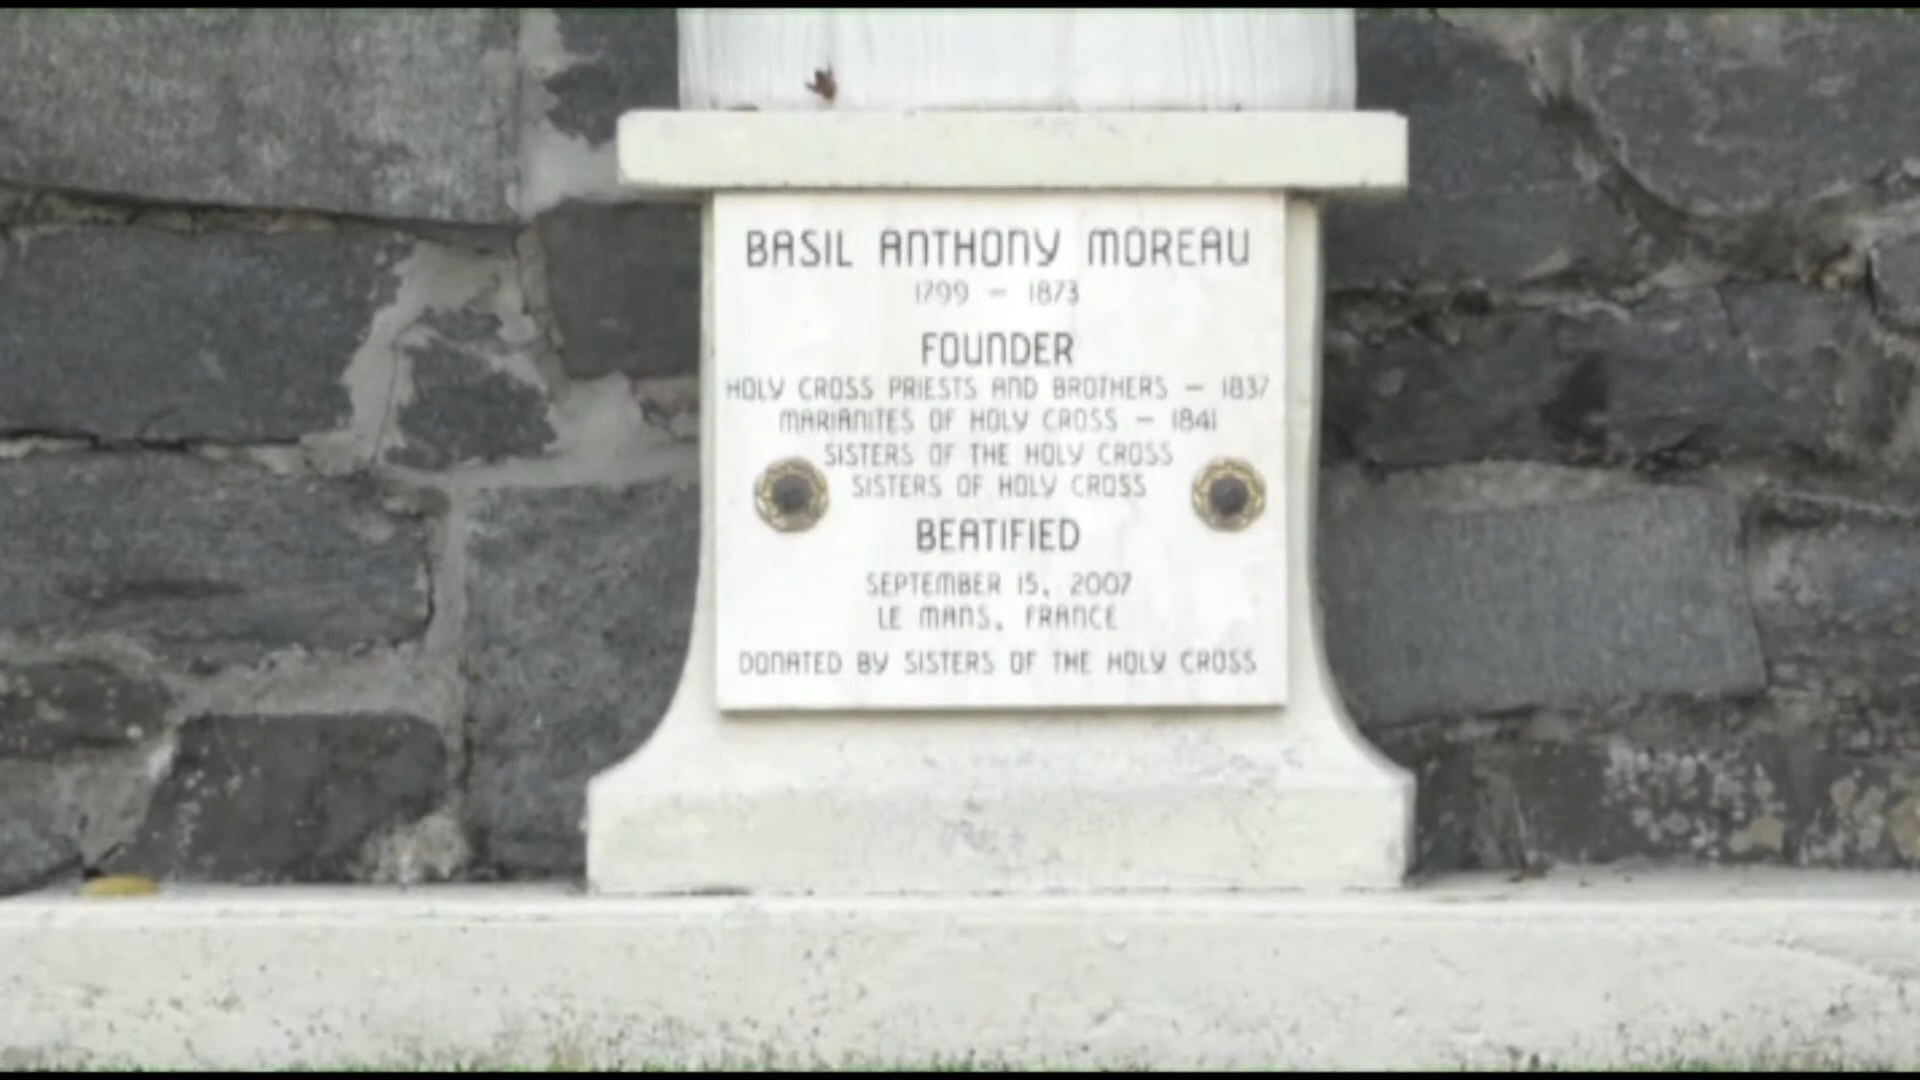 BASIL ANTHONY MOREAU
1799 – 1873
FOUNDER
HOLY CROSS PRIESTS AND BROTHERS – 1837
MARIANITES OF HOLY CROSS – 1841
SISTERS OF THE HOLY CROSS
SISTERS OF HOLY CROSS
BEATIFIED
SEPTEMBER 15, 2007
LE MANS, FRANCE
DONATED BY SISTERS OF THE HOLY CROSS